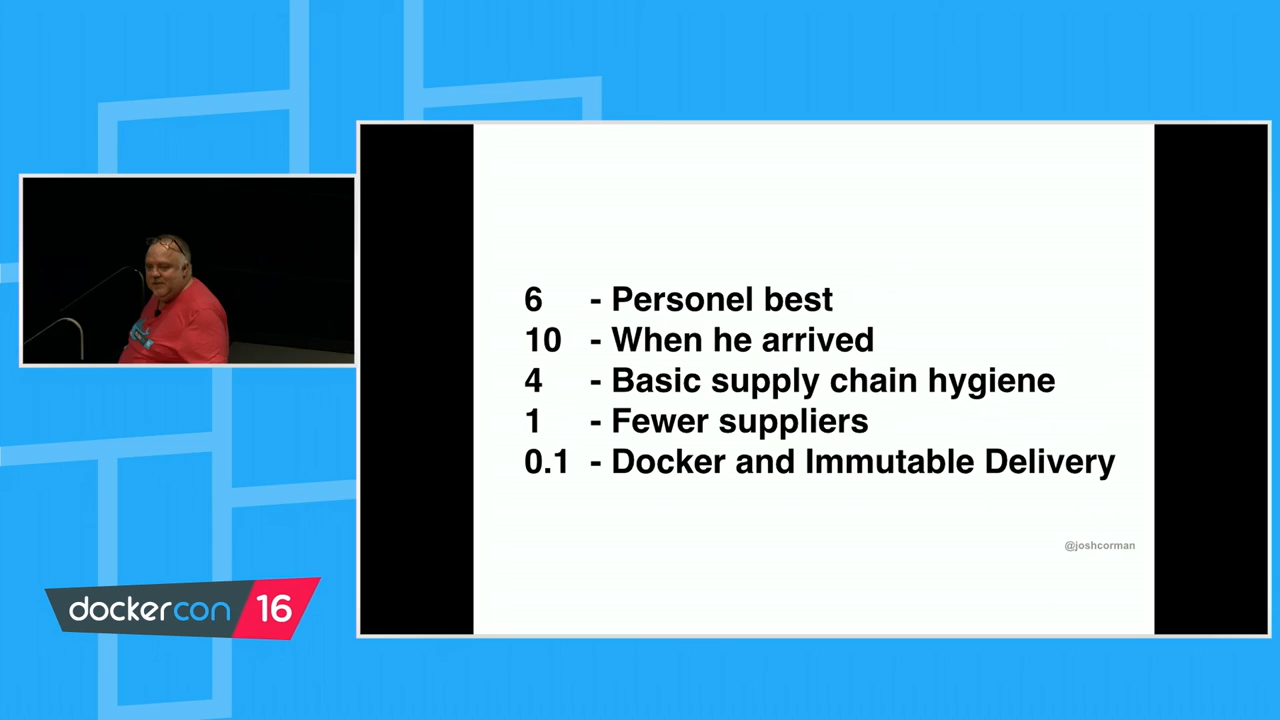 6 - Personel best
10 - When he arrived
4 - Basic supply chain hygiene
1 - Fewer suppliers
0.1 - Docker and Immutable Delivery
@joshcorman
dockercon 16